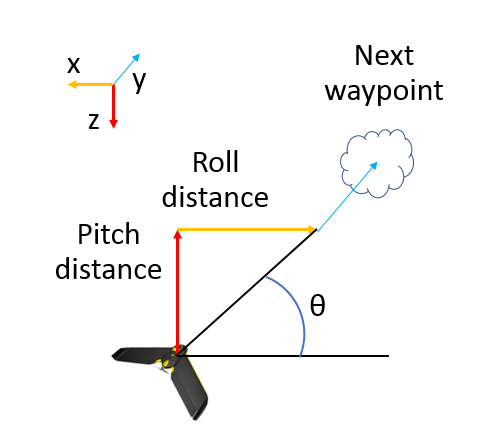 Next
waypoint
x
y
z
Roll
distance
Pitch
distance
θ